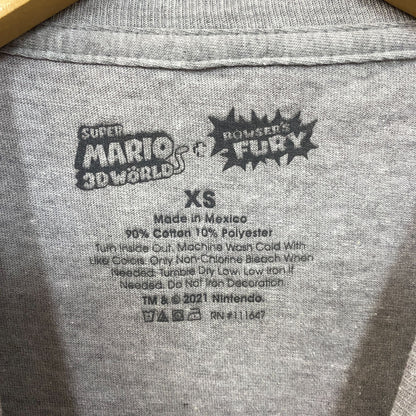 SUPER MARIO 3D WORLD + BOWSER'S FURY
XS
Made in Mexico
90% Cotton 10% Polyester
Turn Inside Out. Machine Wash Cold With
Like Colors. Only Non-Chlorine Bleach When
Needed. Tumble Dry Low. Low Iron If
Needed. Do Not Iron Decoration.
TM & © 2021 Nintendo.
RN #111647